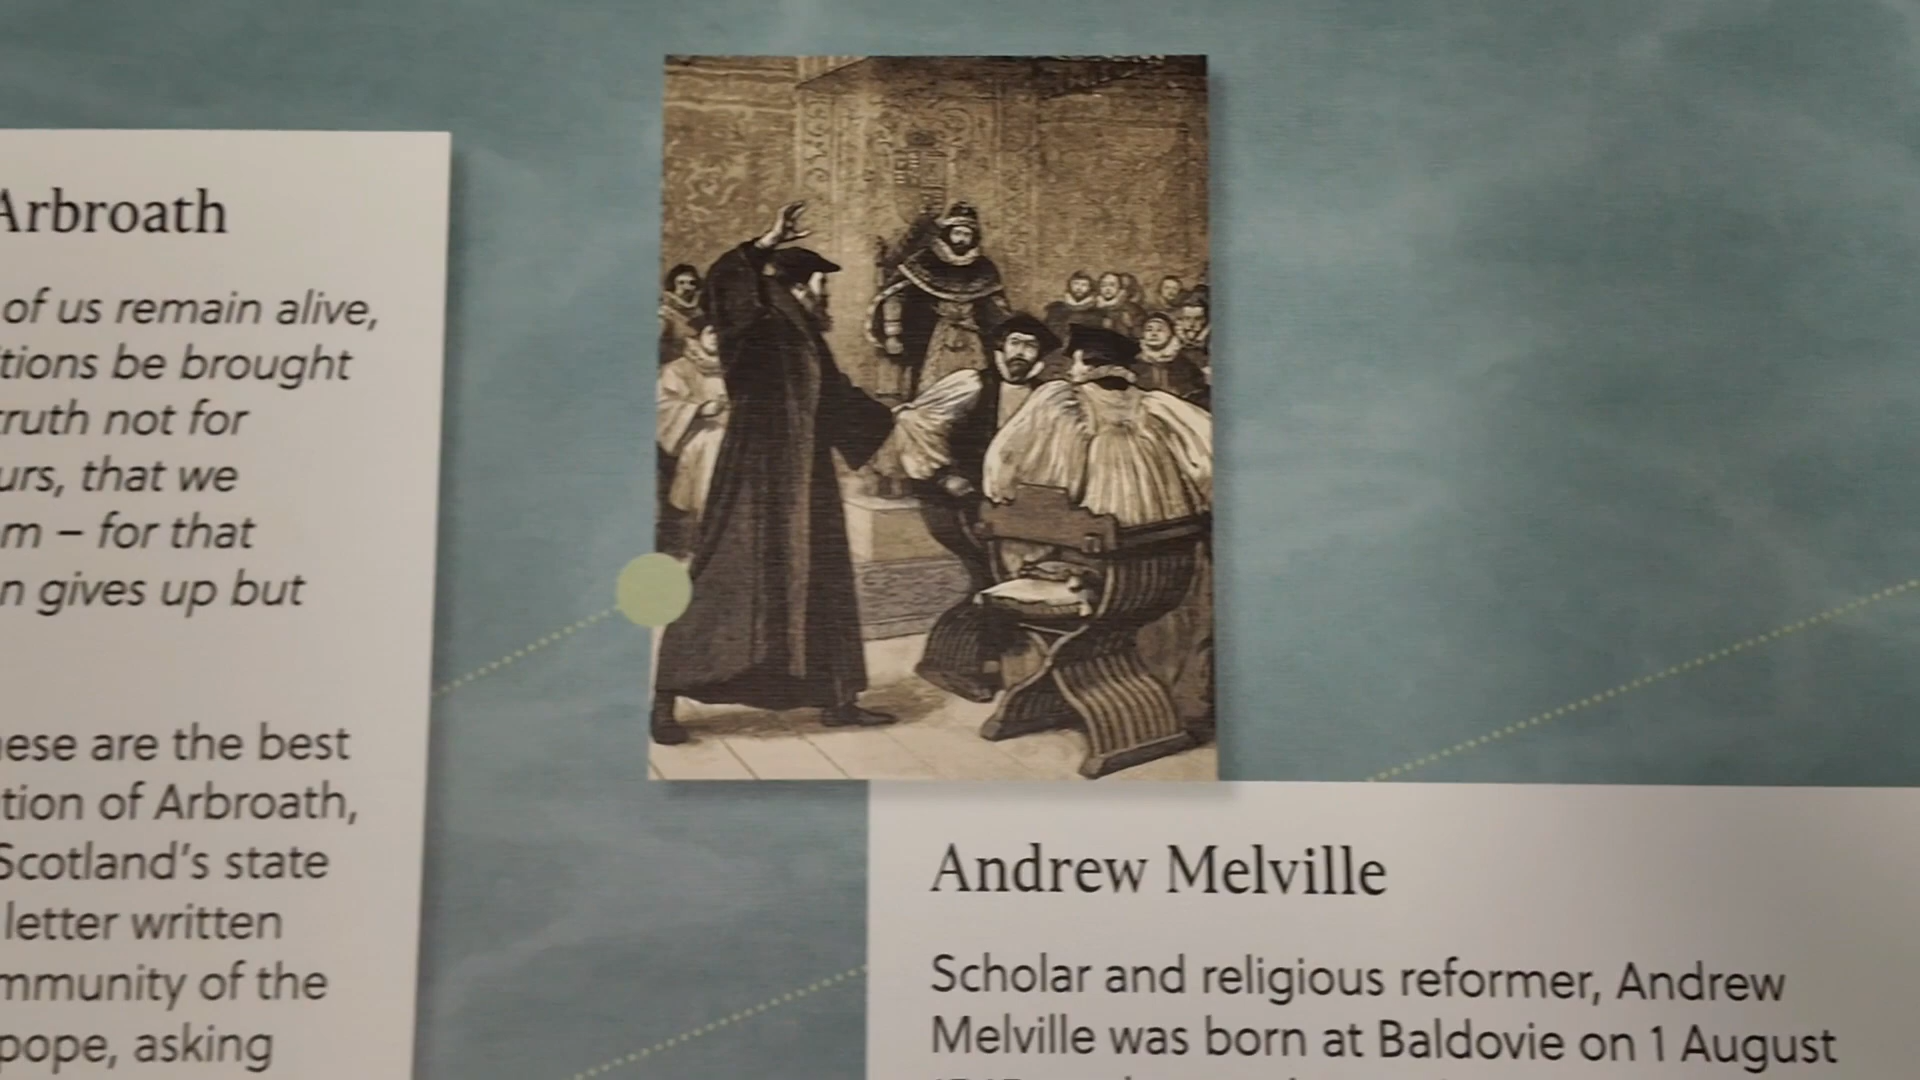 Arbroath
of us remain alive,
tions be brought
truth not for
urs, that we
m – for that
n gives up but
hese are the best
tion of Arbroath,
Scotland's state
letter written
mmunity of the
pope, asking
Andrew Melville
Scholar and religious reformer, Andrew
Melville was born at Baldovie on 1 August